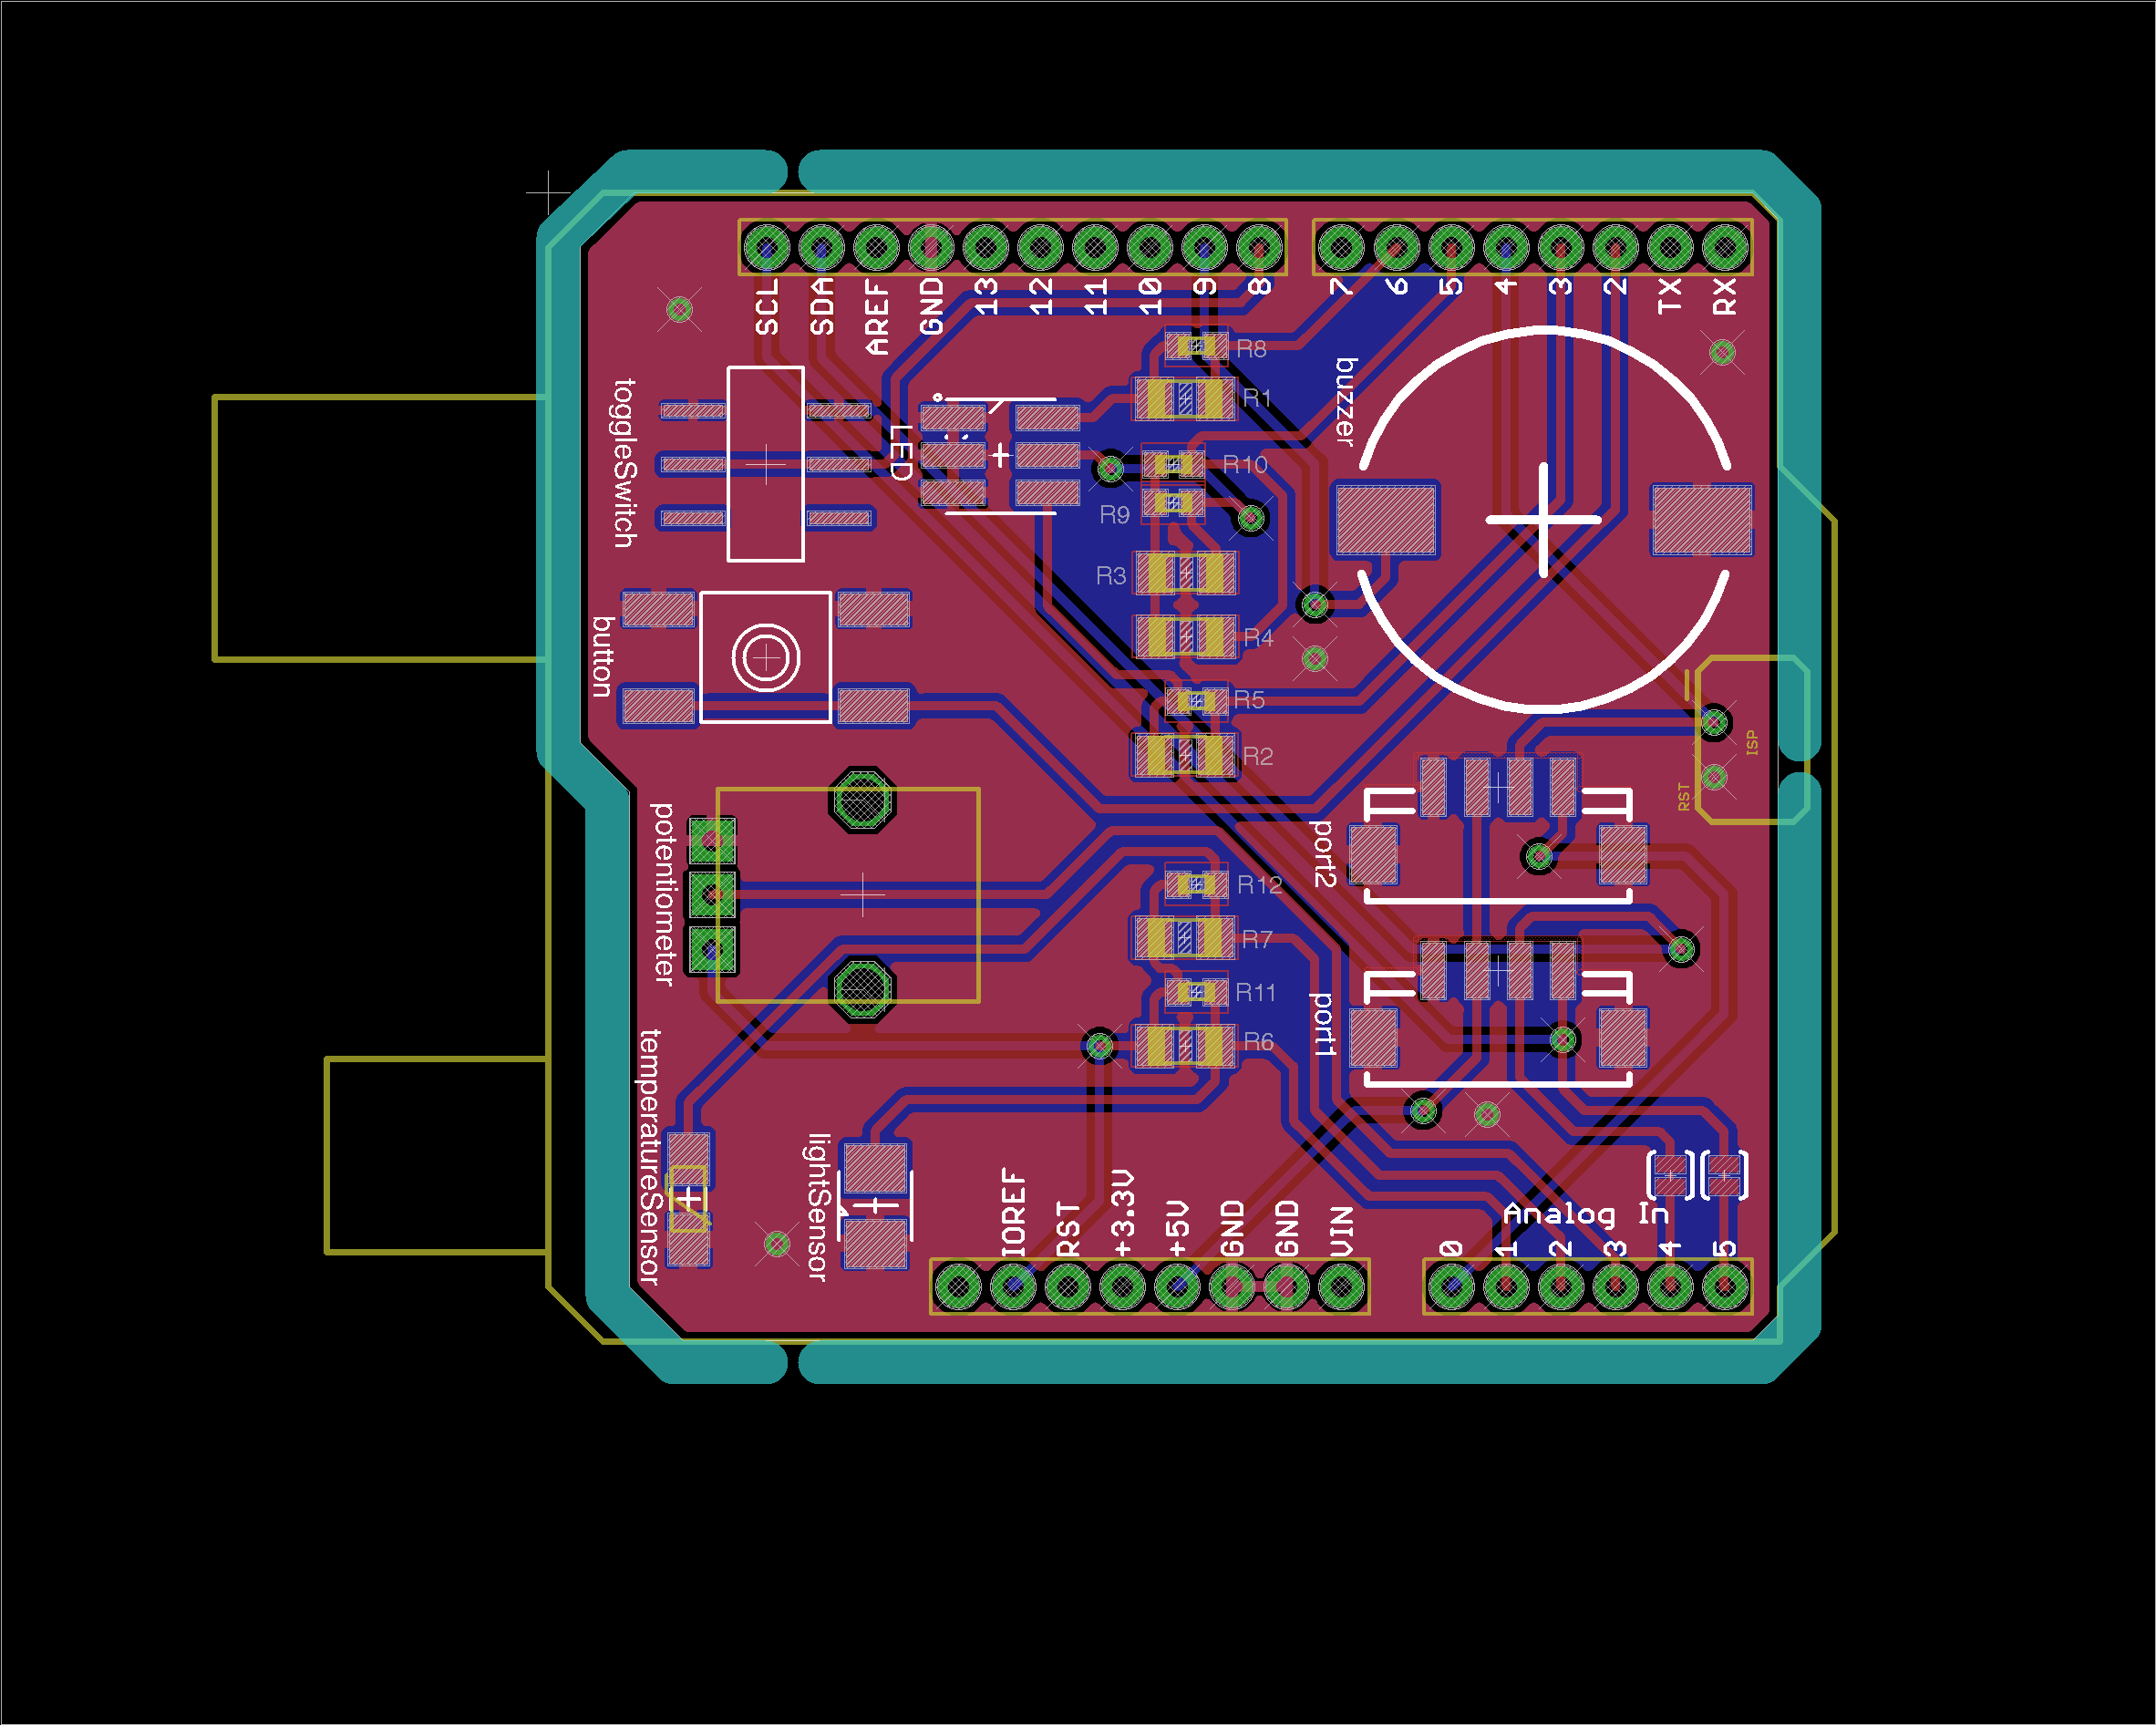 SCL
SDA
AREF
GND
13
12
11
10
9
8
7
6
5
4
3
2
TX
RX
R8
R1
buzzer
toggleSwitch
LED
R10
R9
R3
R4
button
R5
R2
ISP
RST
potentiometer
port2
R12
R7
R11
port1
R6
temperatureSensor
lightSensor
IOREF
RST
+3.3V
+5V
GND
GND
VIN
Analog In
0
1
2
3
4
5